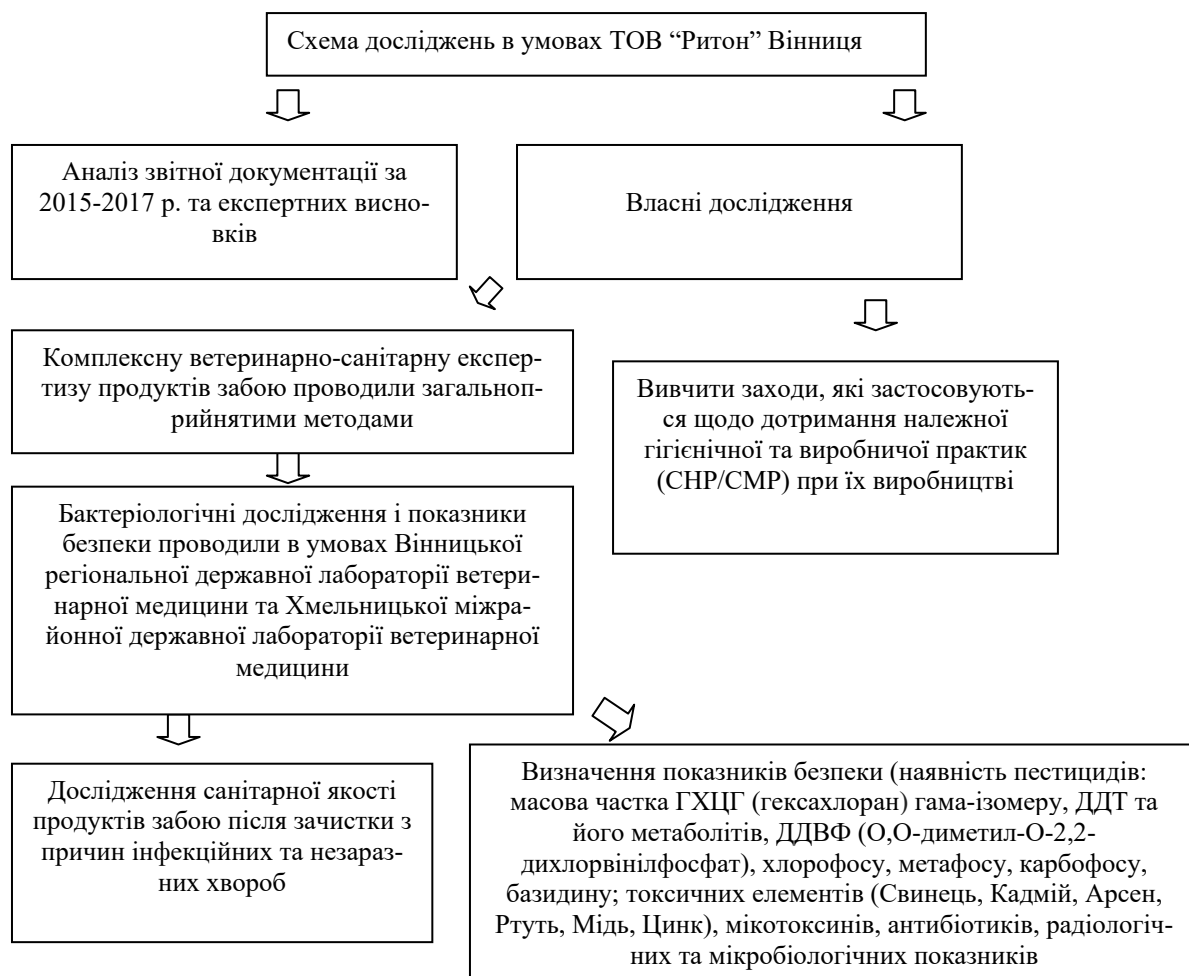 Схема досліджень в умовах ТОВ “Ритон” Вінниця
Аналіз звітної документації за
2015-2017 р. та експертних висно-
вків
Власні дослідження
Комплексну ветеринарно-санітарну експер-
тизу продуктів забою проводили загальноп-
рийнятими методами
Вивчити заходи, які застосовують-
ся щодо дотримання належної
гігієнічної та виробничої практик
(СНР/СМР) при їх виробництві
Бактеріологічні дослідження і показники
безпеки проводили в умовах Вінницької
регіональної державної лабораторії ветери-
нарної медицини та Хмельницької міжра-
йонної державної лабораторії ветеринарної
медицини
Дослідження санітарної якості
продуктів забою після зачистки з
причин інфекційних та незараз-
них хвороб
Визначення показників безпеки (наявність пестицидів:
масова частка ГХЦГ (гексахлоран) гама-ізомеру, ДДТ та
його метаболітів, ДДВФ (О,О-диметил-О-2,2-
дихлорвінілфосфат), хлорофосу, метафосу, карбофосу,
базидину; токсичних елементів (Свинець, Кадмій, Арсен,
Ртуть, Мідь, Цинк), мікотоксинів, антибіотиків, радіологіч-
них та мікробіологічних показників